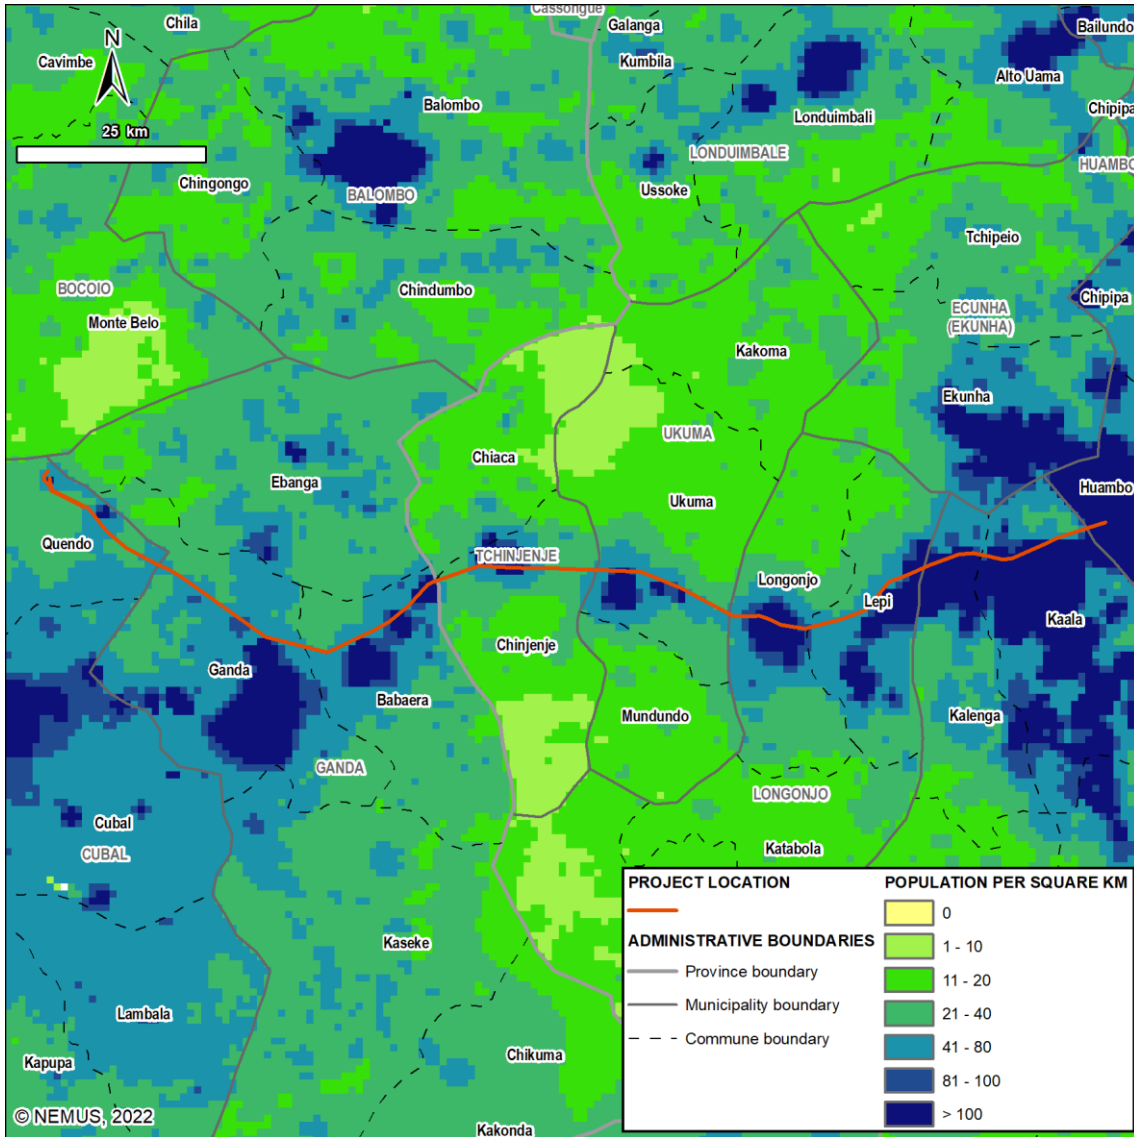 Cassongue
Chila
Galanga
Bailundo
N
Cavimbe
Kumbila
Alto Uama
Balombo
Chipipa
Londuimbali
25 km
LONDUIMBALE
HUAMBO
Chingongo
BALOMBO
Ussoke
Tchipeio
BOCOIO
Chindumbo
Chipipa
ECUNHA
(EKUNHA)
Monte Belo
Kakoma
Ekunha
UKUMA
Chiaca
Ebanga
Huambo
Ukuma
Quendo
TCHINJENJE
Longonjo
Lepi
Kaala
Chinjenje
Ganda
Babaera
Mundundo
Kalenga
GANDA
LONGONJO
Cubal
CUBAL
Katabola
Kaseke
Lambala
Kapupa
Chikuma
Kakonda
© NEMUS, 2022
PROJECT LOCATION
ADMINISTRATIVE BOUNDARIES
Province boundary
Municipality boundary
Commune boundary
POPULATION PER SQUARE KM
0
1 - 10
11 - 20
21 - 40
41 - 80
81 - 100
> 100